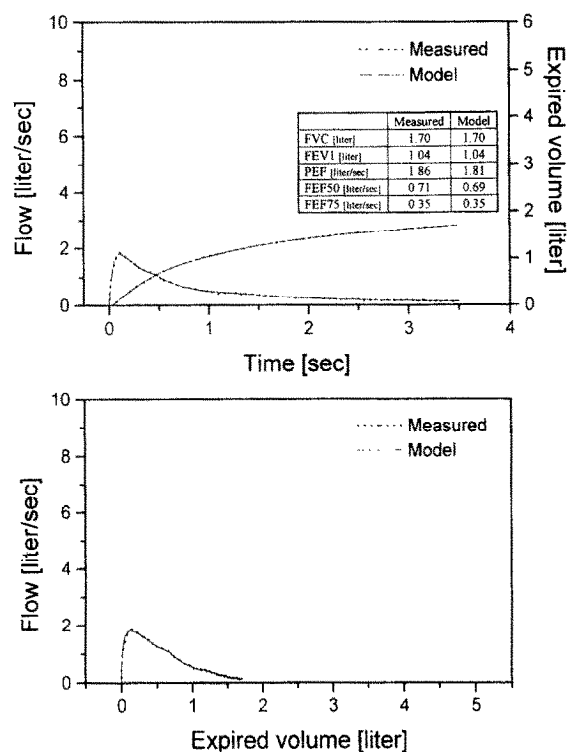 10
8
6
4
2
0
Flow [liter/sec]
6
5
4
3
2
1
0
Expired volume [liter]
Measured
Model
Measured Model
FVC [liter] 1.70 1.70
FEV1 [liter] 1.04 1.04
PEF [liter/sec] 1.86 1.81
FEF50 [liter/sec] 0.71 0.69
FEF75 [liter/sec] 0.35 0.35
0 1 2 3 4
Time [sec]
10
8
6
4
2
0
Flow [liter/sec]
Measured
Model
0 1 2 3 4 5
Expired volume [liter]